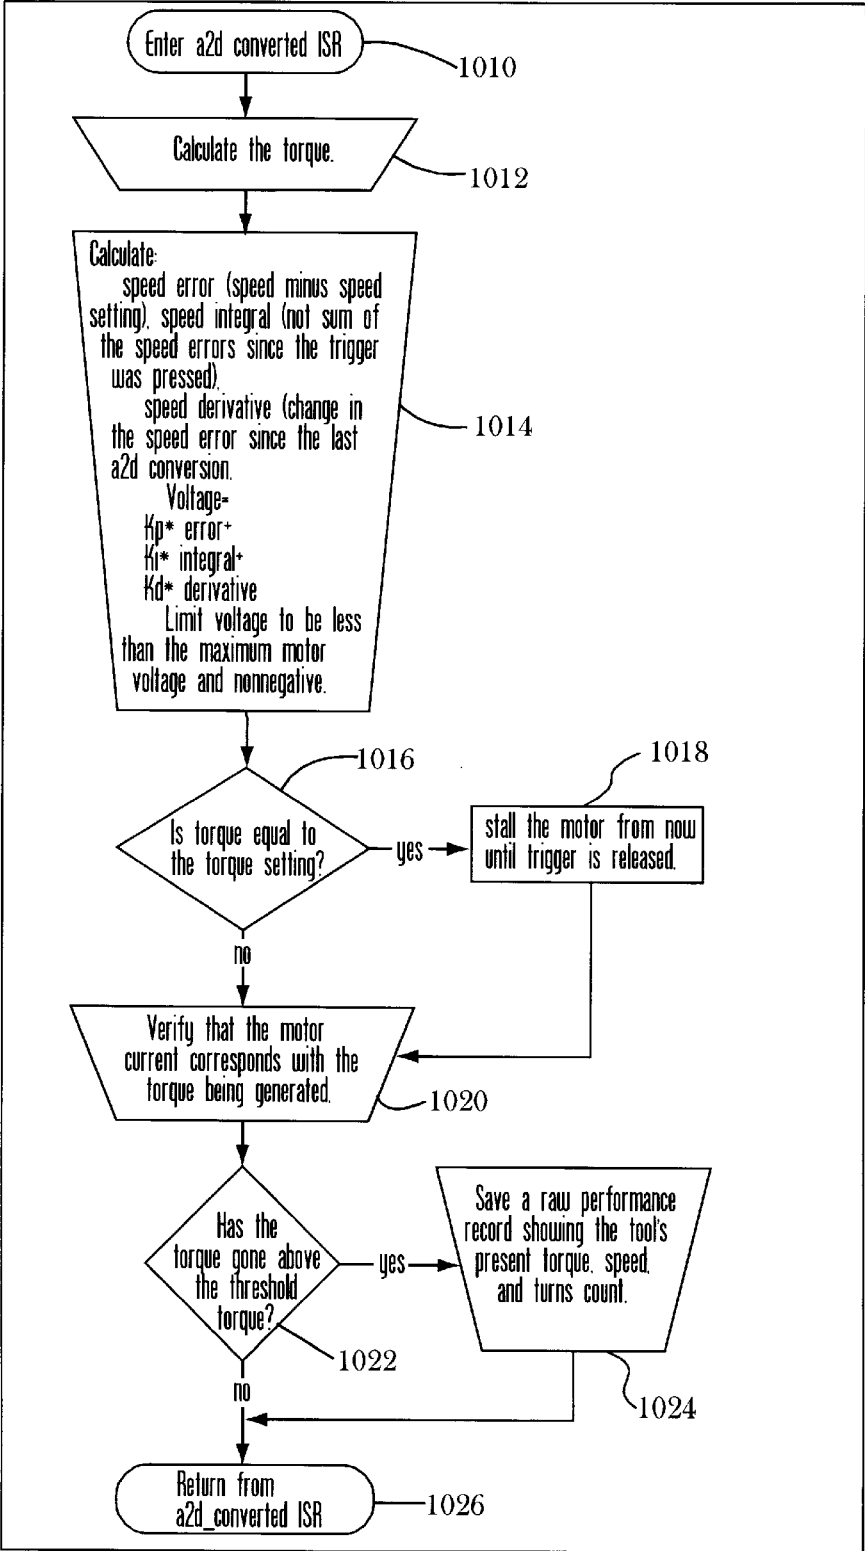 Enter a2d converted ISR
1010
Calculate the torque.
1012
Calculate:
speed error (speed minus speed
setting), speed integral (not sum of
the speed errors since the trigger
was pressed),
speed derivative (change in
the speed error since the last
a2d conversion.
Voltage=
Kp* error+
Ki* integral+
Kd* derivative
Limit voltage to be less
than the maximum motor
voltage and nonnegative.
1014
1016
Is torque equal to
the torque setting?
yes
1018
stall the motor from now
until trigger is released.
no
Verify that the motor
current corresponds with the
torque being generated.
1020
Has the
torque gone above
the threshold
torque?
1022
yes
Save a raw performance
record showing the tool's
present torque, speed,
and turns count.
1024
no
Return from
a2d_converted ISR
1026